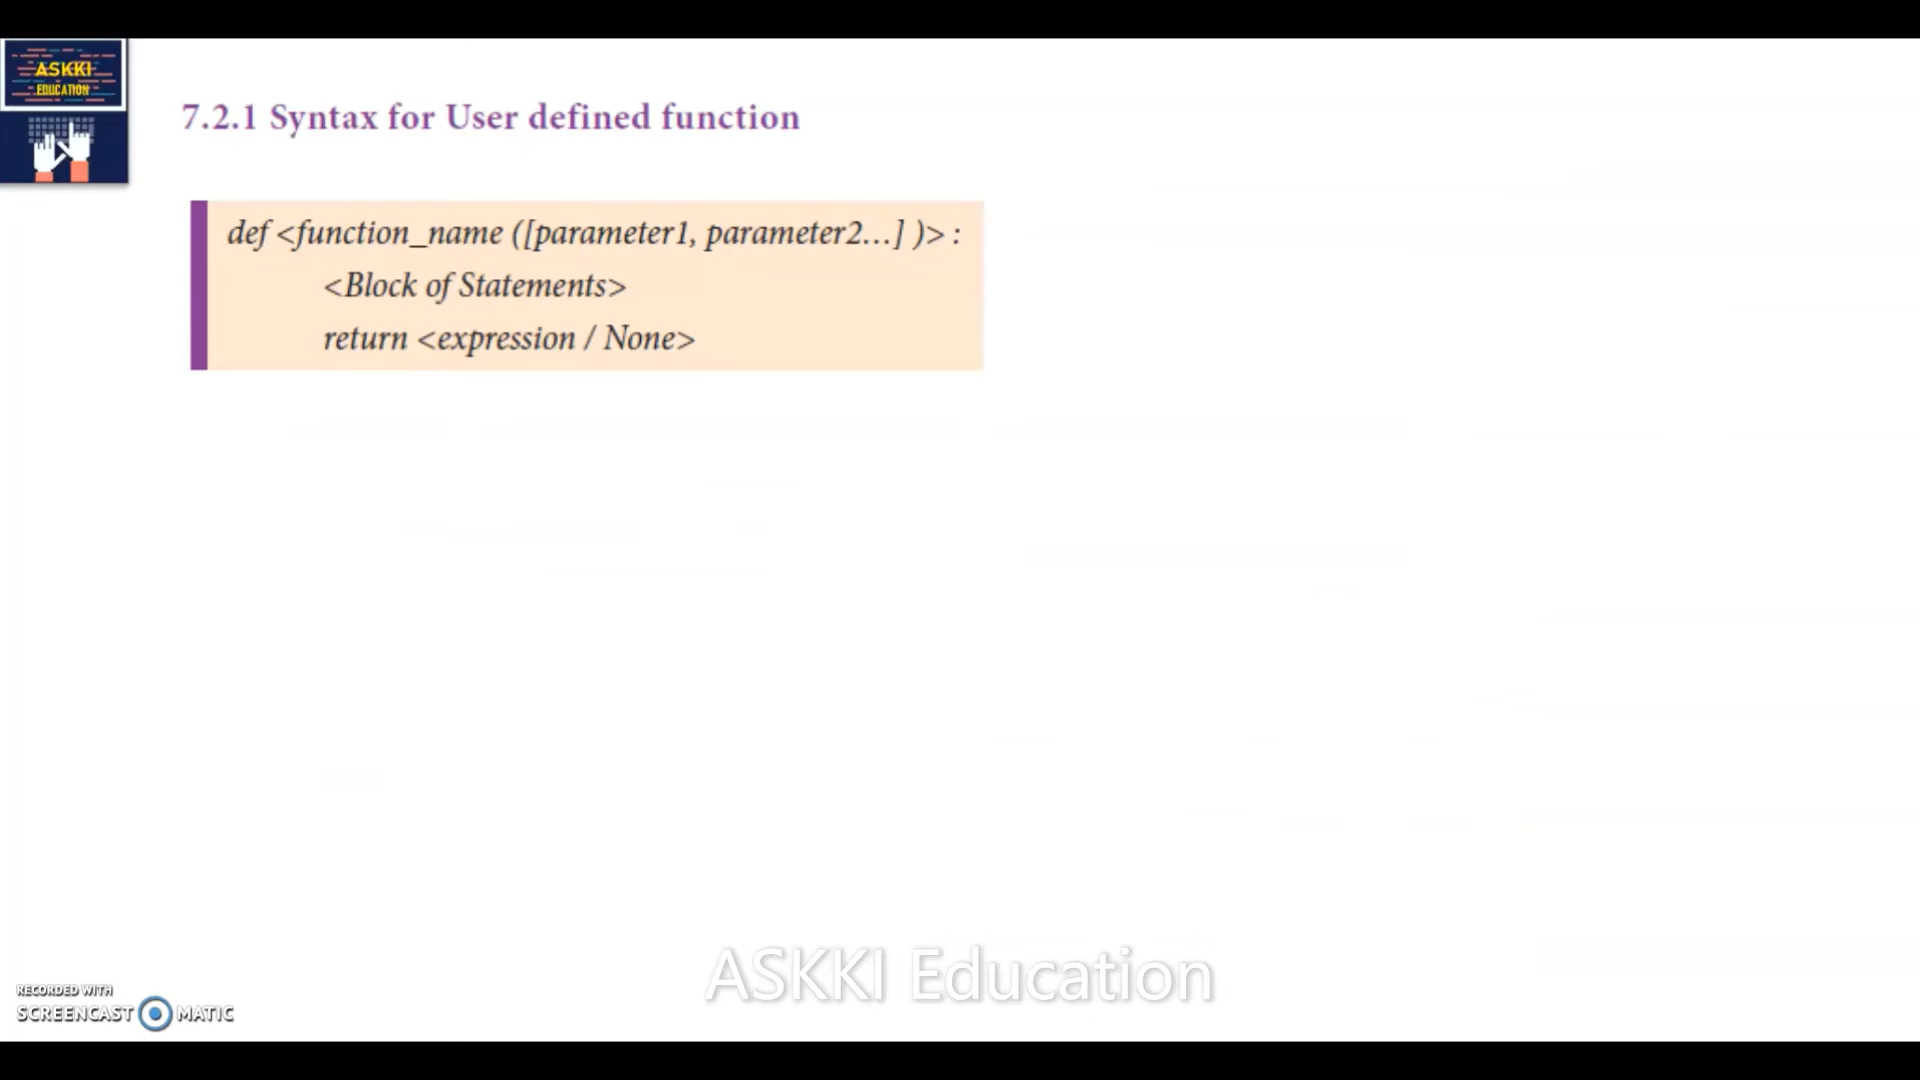 ASKKI
EDUCATION
7.2.1 Syntax for User defined function
def <function_name ([parameter1, parameter2...] )> :
<Block of Statements>
return <expression / None>
ASKKI Education
RECORDED WITH
SCREENCAST MATIC